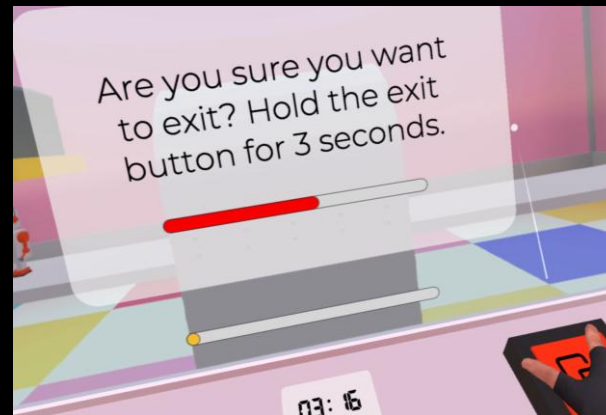 Are you sure you want
to exit? Hold the exit
button for 3 seconds.
03:16